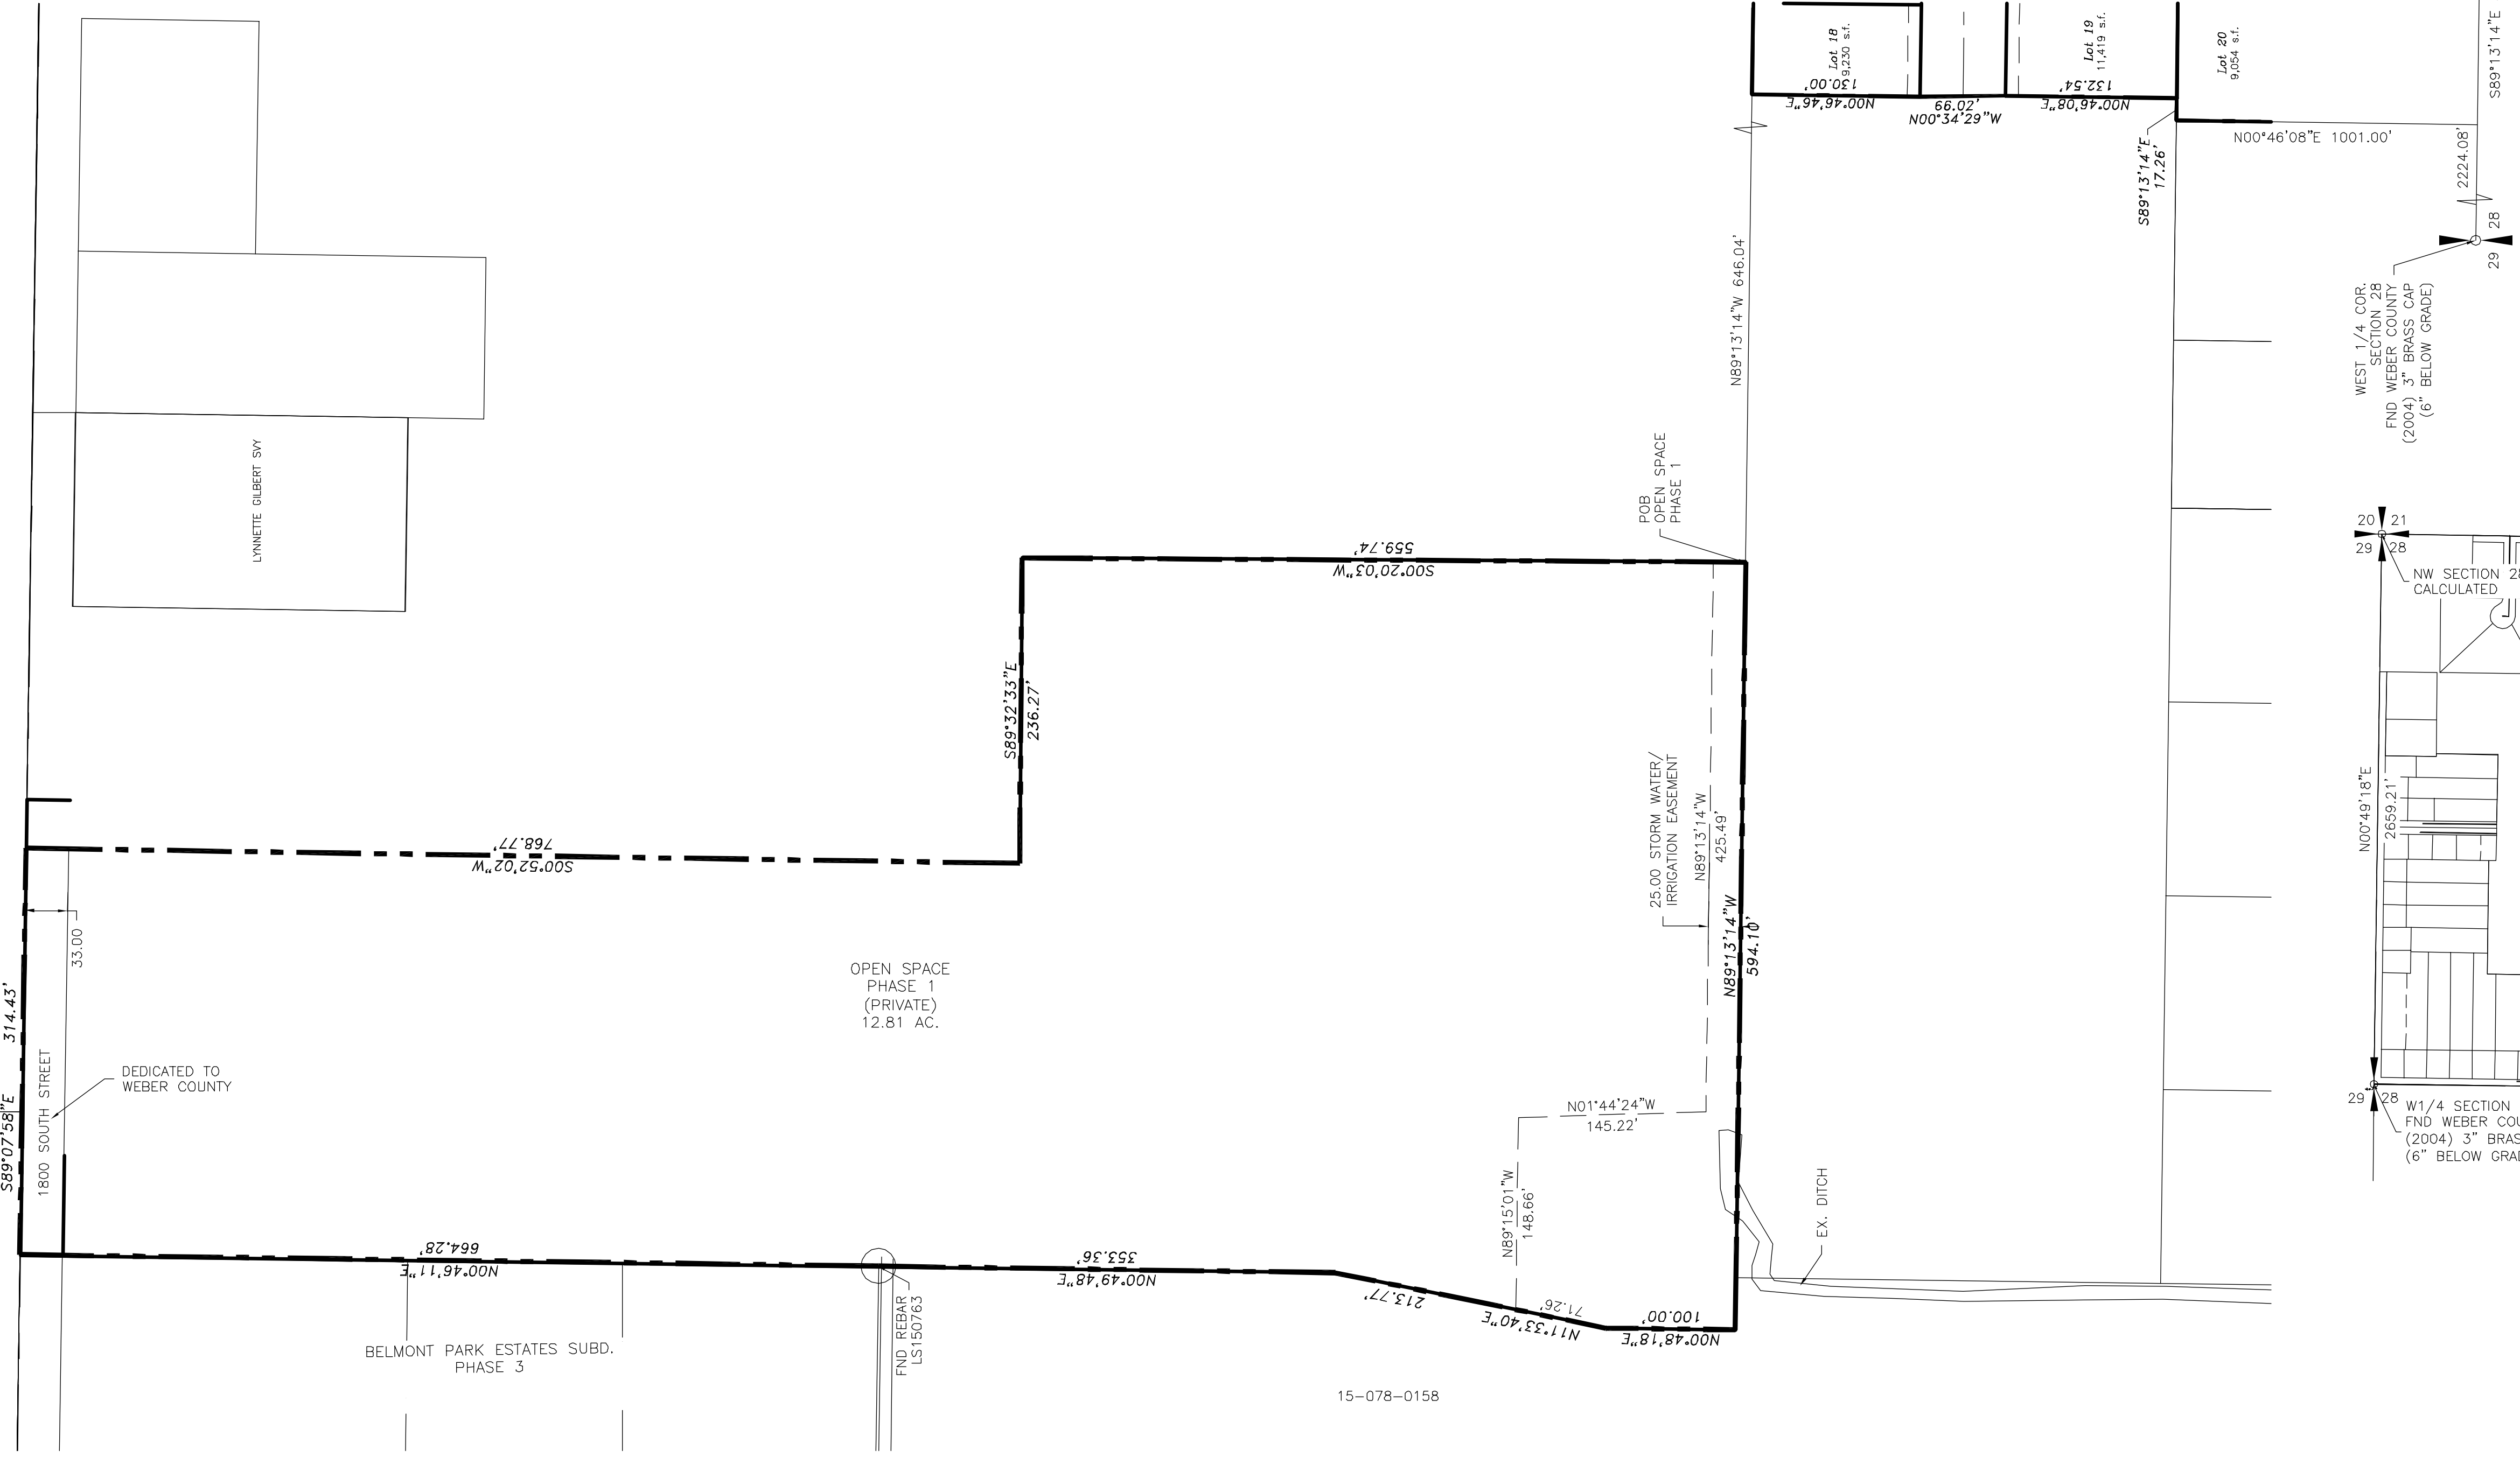 Lot 18
9,230 s.f.
130.00'
N00°46'46"E
66.02'
N00°34'29"W
Lot 19
11,419 s.f.
132.54'
N00°46'08"E
Lot 20
9,054 s.f.
S89°13'14"E
17.26'
N00°46'08"E 1001.00'
S89°13'14"E
2224.08'
28
29
WEST 1/4 COR.
SECTION 28
FND WEBER COUNTY
(2004) 3" BRASS CAP
(6" BELOW GRADE)
N89°13'14"W 646.04'
LYNNETTE GILBERT SVY
POB
OPEN SPACE
PHASE 1
559.74'
S00°20'03"W
S89°32'33"E
236.27'
768.77'
S00°52'02"W
25.00 STORM WATER/
IRRIGATION EASEMENT
N89°13'14"W
425.49'
N89°13'14"W
594.10'
33.00
OPEN SPACE
PHASE 1
(PRIVATE)
12.81 AC.
S89°07'58"E
314.43'
1800 SOUTH STREET
DEDICATED TO
WEBER COUNTY
N01°44'24"W
145.22'
N89°15'01"W
148.66'
EX. DITCH
664.28'
N00°46'11"E
353.36'
N00°49'48"E
213.77'
71.26'
N11°33'40"E
100.00'
N00°48'18"E
FND REBAR
LS150763
BELMONT PARK ESTATES SUBD.
PHASE 3
15-078-0158
20 21
29 28
NW SECTION 28
CALCULATED
N00°49'18"E
2659.21'
29 28
W1/4 SECTION
FND WEBER COU
(2004) 3" BRAS
(6" BELOW GRAD